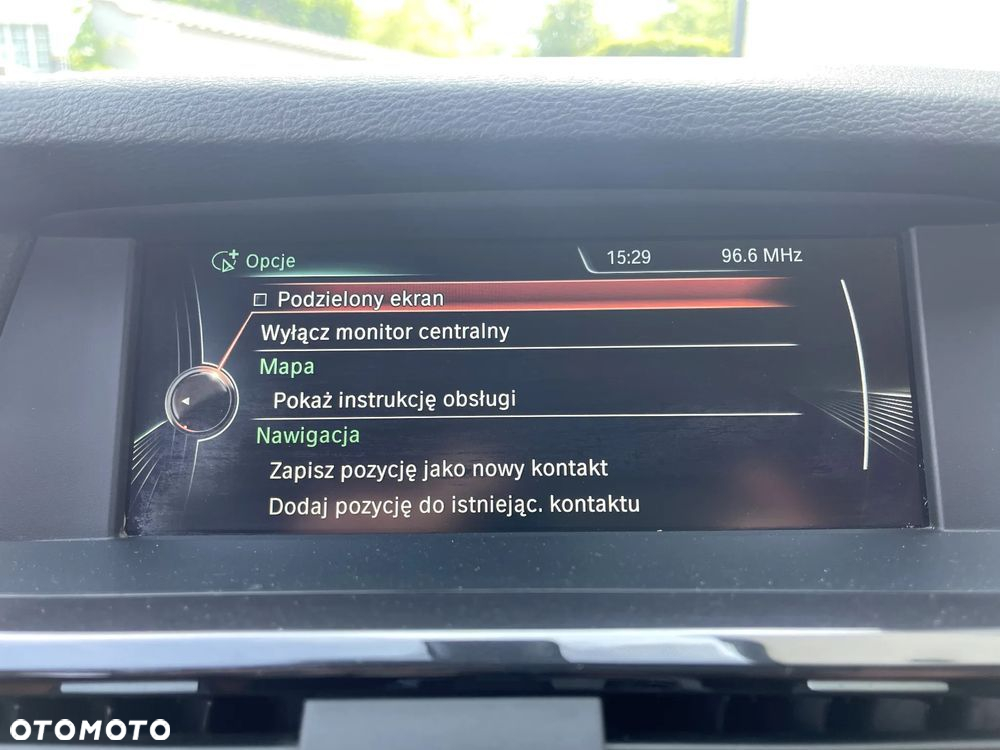 Opcje
15:29
96.6 MHz
Podzielony ekran
Wyłącz monitor centralny
Mapa
Pokaż instrukcję obsługi
Nawigacja
Zapisz pozycję jako nowy kontakt
Dodaj pozycję do istniejąc. kontaktu
OTOMOTO